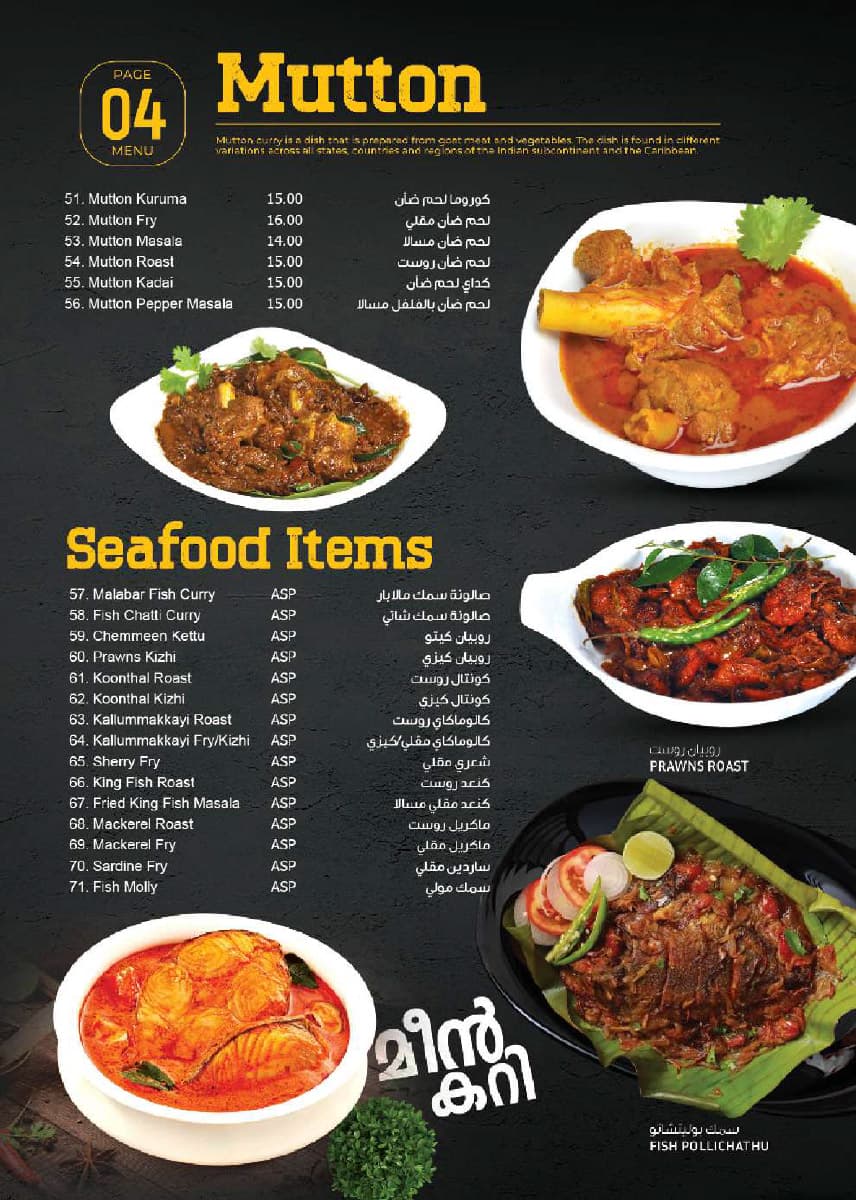 PAGE
04
MENU
Mutton
Mutton curry is a dish that is prepared from goat meat and vegetables. The dish is found in different
variations across all states, countries and regions of the Indian subcontinent and the Caribbean.
51. Mutton Kuruma 15.00 كوروما لحم ضأن
52. Mutton Fry 16.00 لحم ضأن مقلي
53. Mutton Masala 14.00 لحم ضأن مسالا
54. Mutton Roast 15.00 لحم ضأن روست
55. Mutton Kadai 15.00 كداي لحم ضأن
56. Mutton Pepper Masala 15.00 لحم ضأن بالفلفل مسالا
Seafood Items
57. Malabar Fish Curry ASP صالونة سمك مالابار
58. Fish Chatti Curry ASP صالونة سمك شاتي
59. Chemmeen Kettu ASP روبيان كيتو
60. Prawns Kizhi ASP روبيان كيزي
61. Koonthal Roast ASP كونتال روست
62. Koonthal Kizhi ASP كونتال كيزي
63. Kallummakkayi Roast ASP كالوماكاي روست
64. Kallummakkayi Fry/Kizhi ASP كالوماكاي مقلي/كيزي
65. Sherry Fry ASP شعري مقلي
66. King Fish Roast ASP كنعد روست
67. Fried King Fish Masala ASP كنعد مقلي مسالا
68. Mackerel Roast ASP ماكريل روست
69. Mackerel Fry ASP ماكريل مقلي
70. Sardine Fry ASP ساردين مقلي
71. Fish Molly ASP سمك مولي
روبيان روست
PRAWNS ROAST
മീൻ
കറി
سمك بوليتشاتو
FISH POLLICHATHU